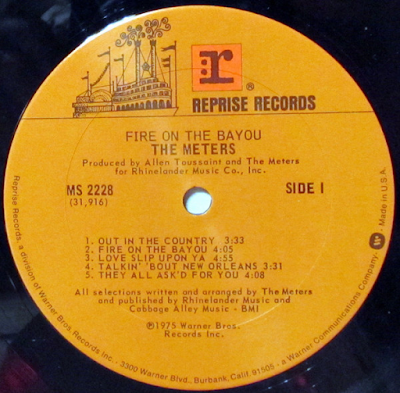 r
®
REPRISE RECORDS
FIRE ON THE BAYOU
THE METERS
Produced by Allen Toussaint and The Meters
for Rhinelander Music Co., Inc.
MS 2228
(31,916)
SIDE 1
1. OUT IN THE COUNTRY 3:33
2. FIRE ON THE BAYOU 4:05
3. LOVE SLIP UPON YA 4:55
4. TALKIN' 'BOUT NEW ORLEANS 3:31
5. THEY ALL ASK'D FOR YOU 4:08
All selections written and arranged by The Meters
and published by Rhinelander Music and
Cabbage Alley Music - BMI
℗1975 Warner Bros.
Records Inc.
Reprise Records, a division of Warner Bros. Records Inc. · 3300 Warner Blvd., Burbank, Calif. 91505 · a Warner Communications Company · Made in U.S.A.